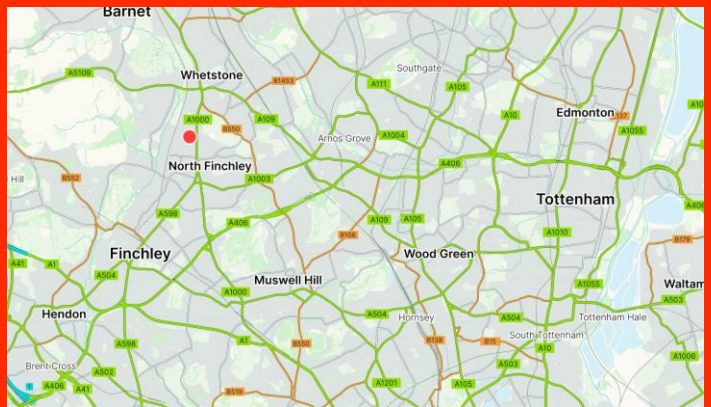 Barnet
Southgate
A5109
Whetstone
B1453
A111
A105
A1000
B550
A109
A10
Edmonton
A1055
Arnos Grove
A1004
North Finchley
A406
Hill
B552
A1003
A598
A406
A109
A105
Tottenham
B106
A1010
B179
A41
A1
Finchley
A504
Wood Green
Muswell Hill
A1000
A1055
Hendon
A504
Hornsey
A504
Tottenham Hale
A503
A598
A1
B550
B138
B15
South Tottenham
A10
A1006
Brent Cross
A502
A503
A406
A41
B519
A1201
A105